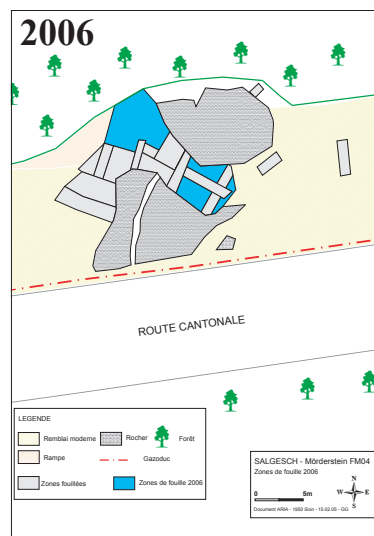 2006
ROUTE CANTONALE
LEGENDE
Remblai moderne
Rocher
Forêt
Rampe
Gazoduc
Zones fouillées
Zones de fouille 2006
SALGESCH - Mörderstein FM04
Zones de fouille 2006
0 5m
N
W E
S
Document ARIA - 1950 Sion - 15.02.05 - GG